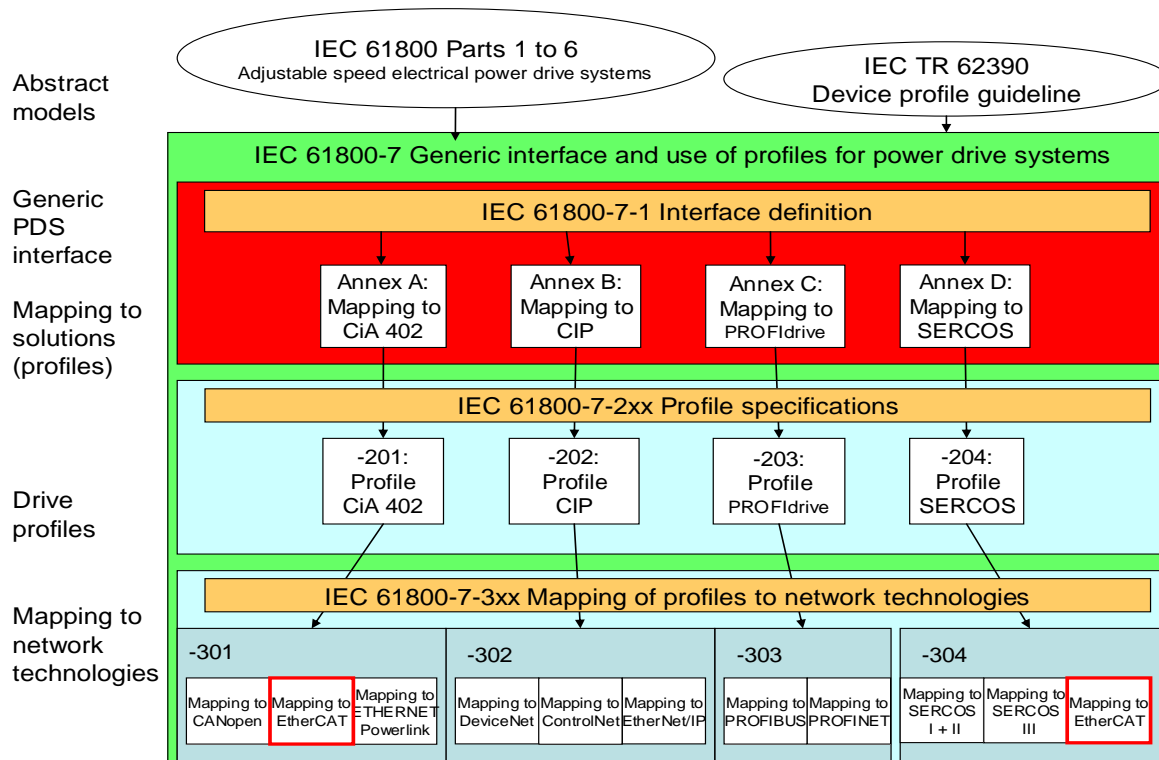 IEC 61800 Parts 1 to 6
Adjustable speed electrical power drive systems
IEC TR 62390
Device profile guideline
Abstract
models
IEC 61800-7 Generic interface and use of profiles for power drive systems
Generic
PDS
interface
IEC 61800-7-1 Interface definition
Mapping to
solutions
(profiles)
Annex A:
Mapping to
CiA 402
Annex B:
Mapping to
CIP
Annex C:
Mapping to
PROFIdrive
Annex D:
Mapping to
SERCOS
IEC 61800-7-2xx Profile specifications
Drive
profiles
-201:
Profile
CiA 402
-202:
Profile
CIP
-203:
Profile
PROFIdrive
-204:
Profile
SERCOS
IEC 61800-7-3xx Mapping of profiles to network technologies
Mapping to
network
technologies
-301
Mapping to
CANopen
Mapping to
EtherCAT
Mapping to
ETHERNET
Powerlink
-302
Mapping to
DeviceNet
Mapping to
ControlNet
Mapping to
EtherNet/IP
-303
Mapping to
PROFIBUS
Mapping to
PROFINET
-304
Mapping to
SERCOS
I + II
Mapping to
SERCOS
III
Mapping to
EtherCAT